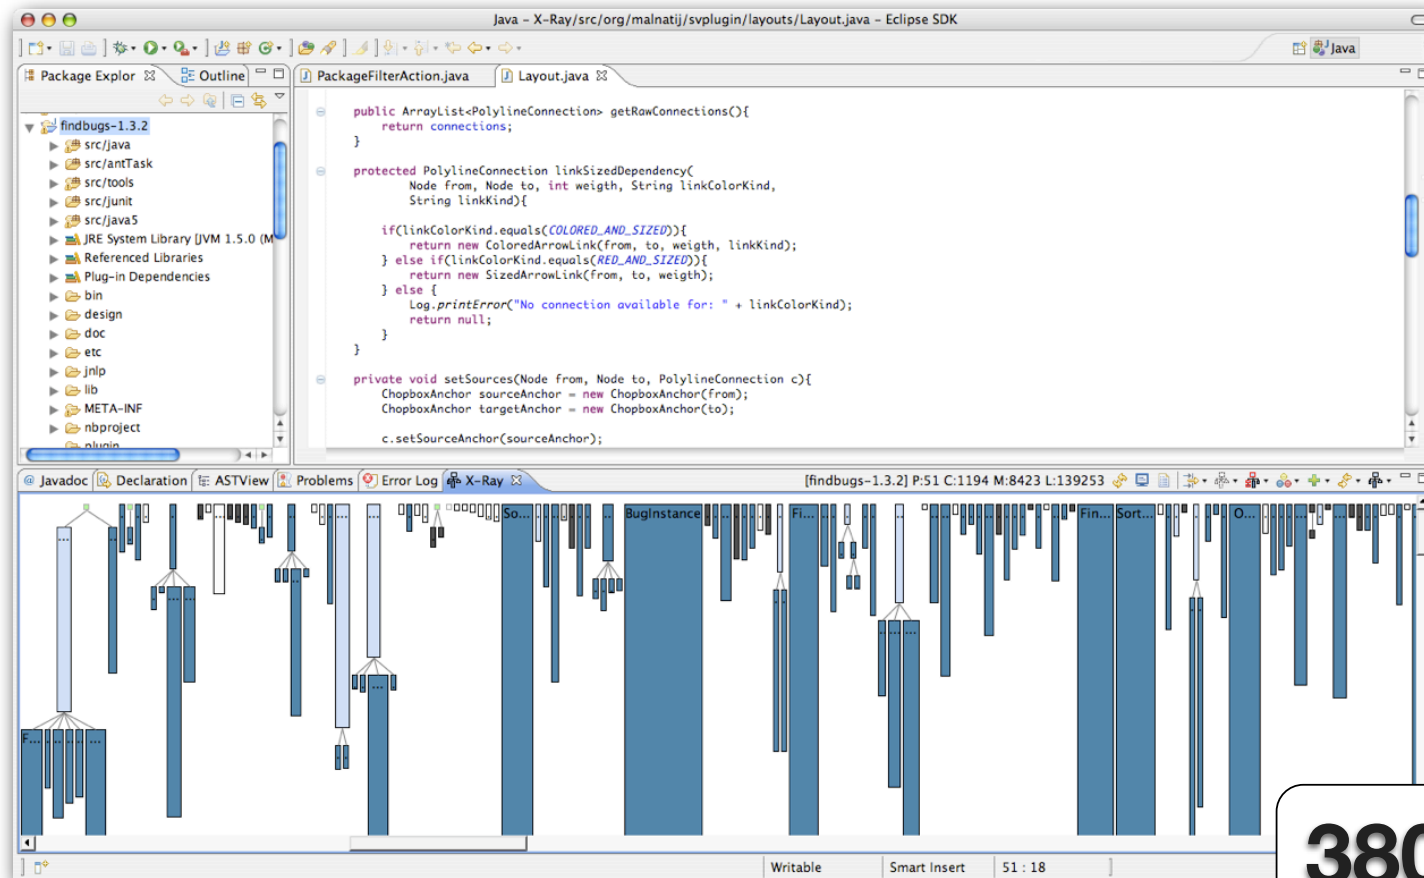 Java – X-Ray/src/org/malnatij/svplugin/layouts/Layout.java – Eclipse SDK
Java
Package Explor
Outline
PackageFilterAction.java
Layout.java
findbugs-1.3.2
src/java
src/antTask
src/tools
src/junit
src/java5
JRE System Library [JVM 1.5.0 (M
Referenced Libraries
Plug-in Dependencies
bin
design
doc
etc
jnlp
lib
META-INF
nbproject
plugin
public ArrayList<PolylineConnection> getRawConnections(){
return connections;
}
protected PolylineConnection linkSizedDependency(
Node from, Node to, int weigth, String linkColorKind,
String linkKind){
if(linkColorKind.equals(COLORED_AND_SIZED)){
return new ColoredArrowLink(from, to, weigth, linkKind);
} else if(linkColorKind.equals(RED_AND_SIZED)){
return new SizedArrowLink(from, to, weigth);
} else {
Log.printError("No connection available for: " + linkColorKind);
return null;
}
}
private void setSources(Node from, Node to, PolylineConnection c){
ChopboxAnchor sourceAnchor = new ChopboxAnchor(from);
ChopboxAnchor targetAnchor = new ChopboxAnchor(to);
c.setSourceAnchor(sourceAnchor);
@ Javadoc
Declaration
ASTView
Problems
Error Log
X-Ray
[findbugs-1.3.2] P:51 C:1194 M:8423 L:139253
So...
BugInstance
Fi...
Fin...
Sort...
O...
F...
Writable
Smart Insert
51 : 18
380